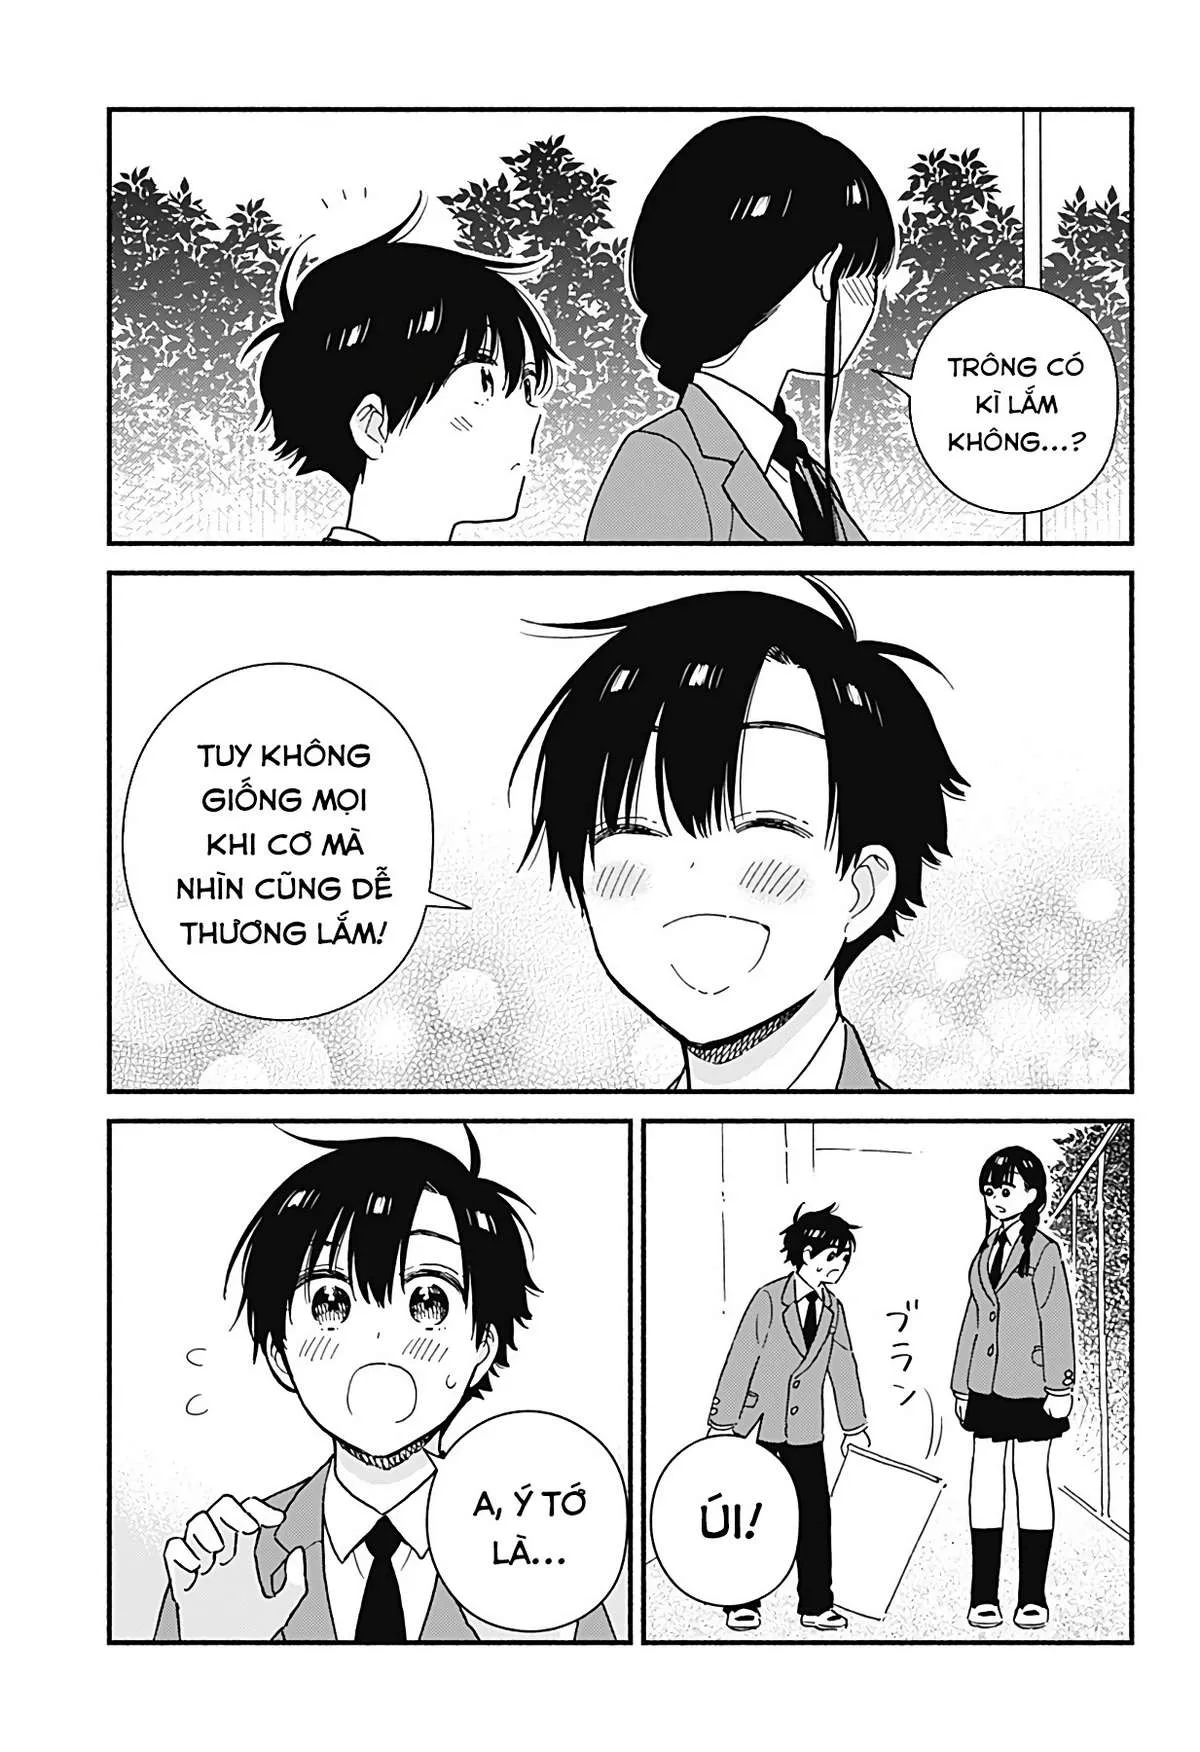 TRÔNG CÓ
KÌ LẮM
KHÔNG...?
TUY KHÔNG
GIỐNG MỌI
KHI CƠ MÀ
NHÌN CŨNG DỄ
THƯƠNG LẮM!
ÚI!
ブラン
A, Ý TỚ
LÀ...